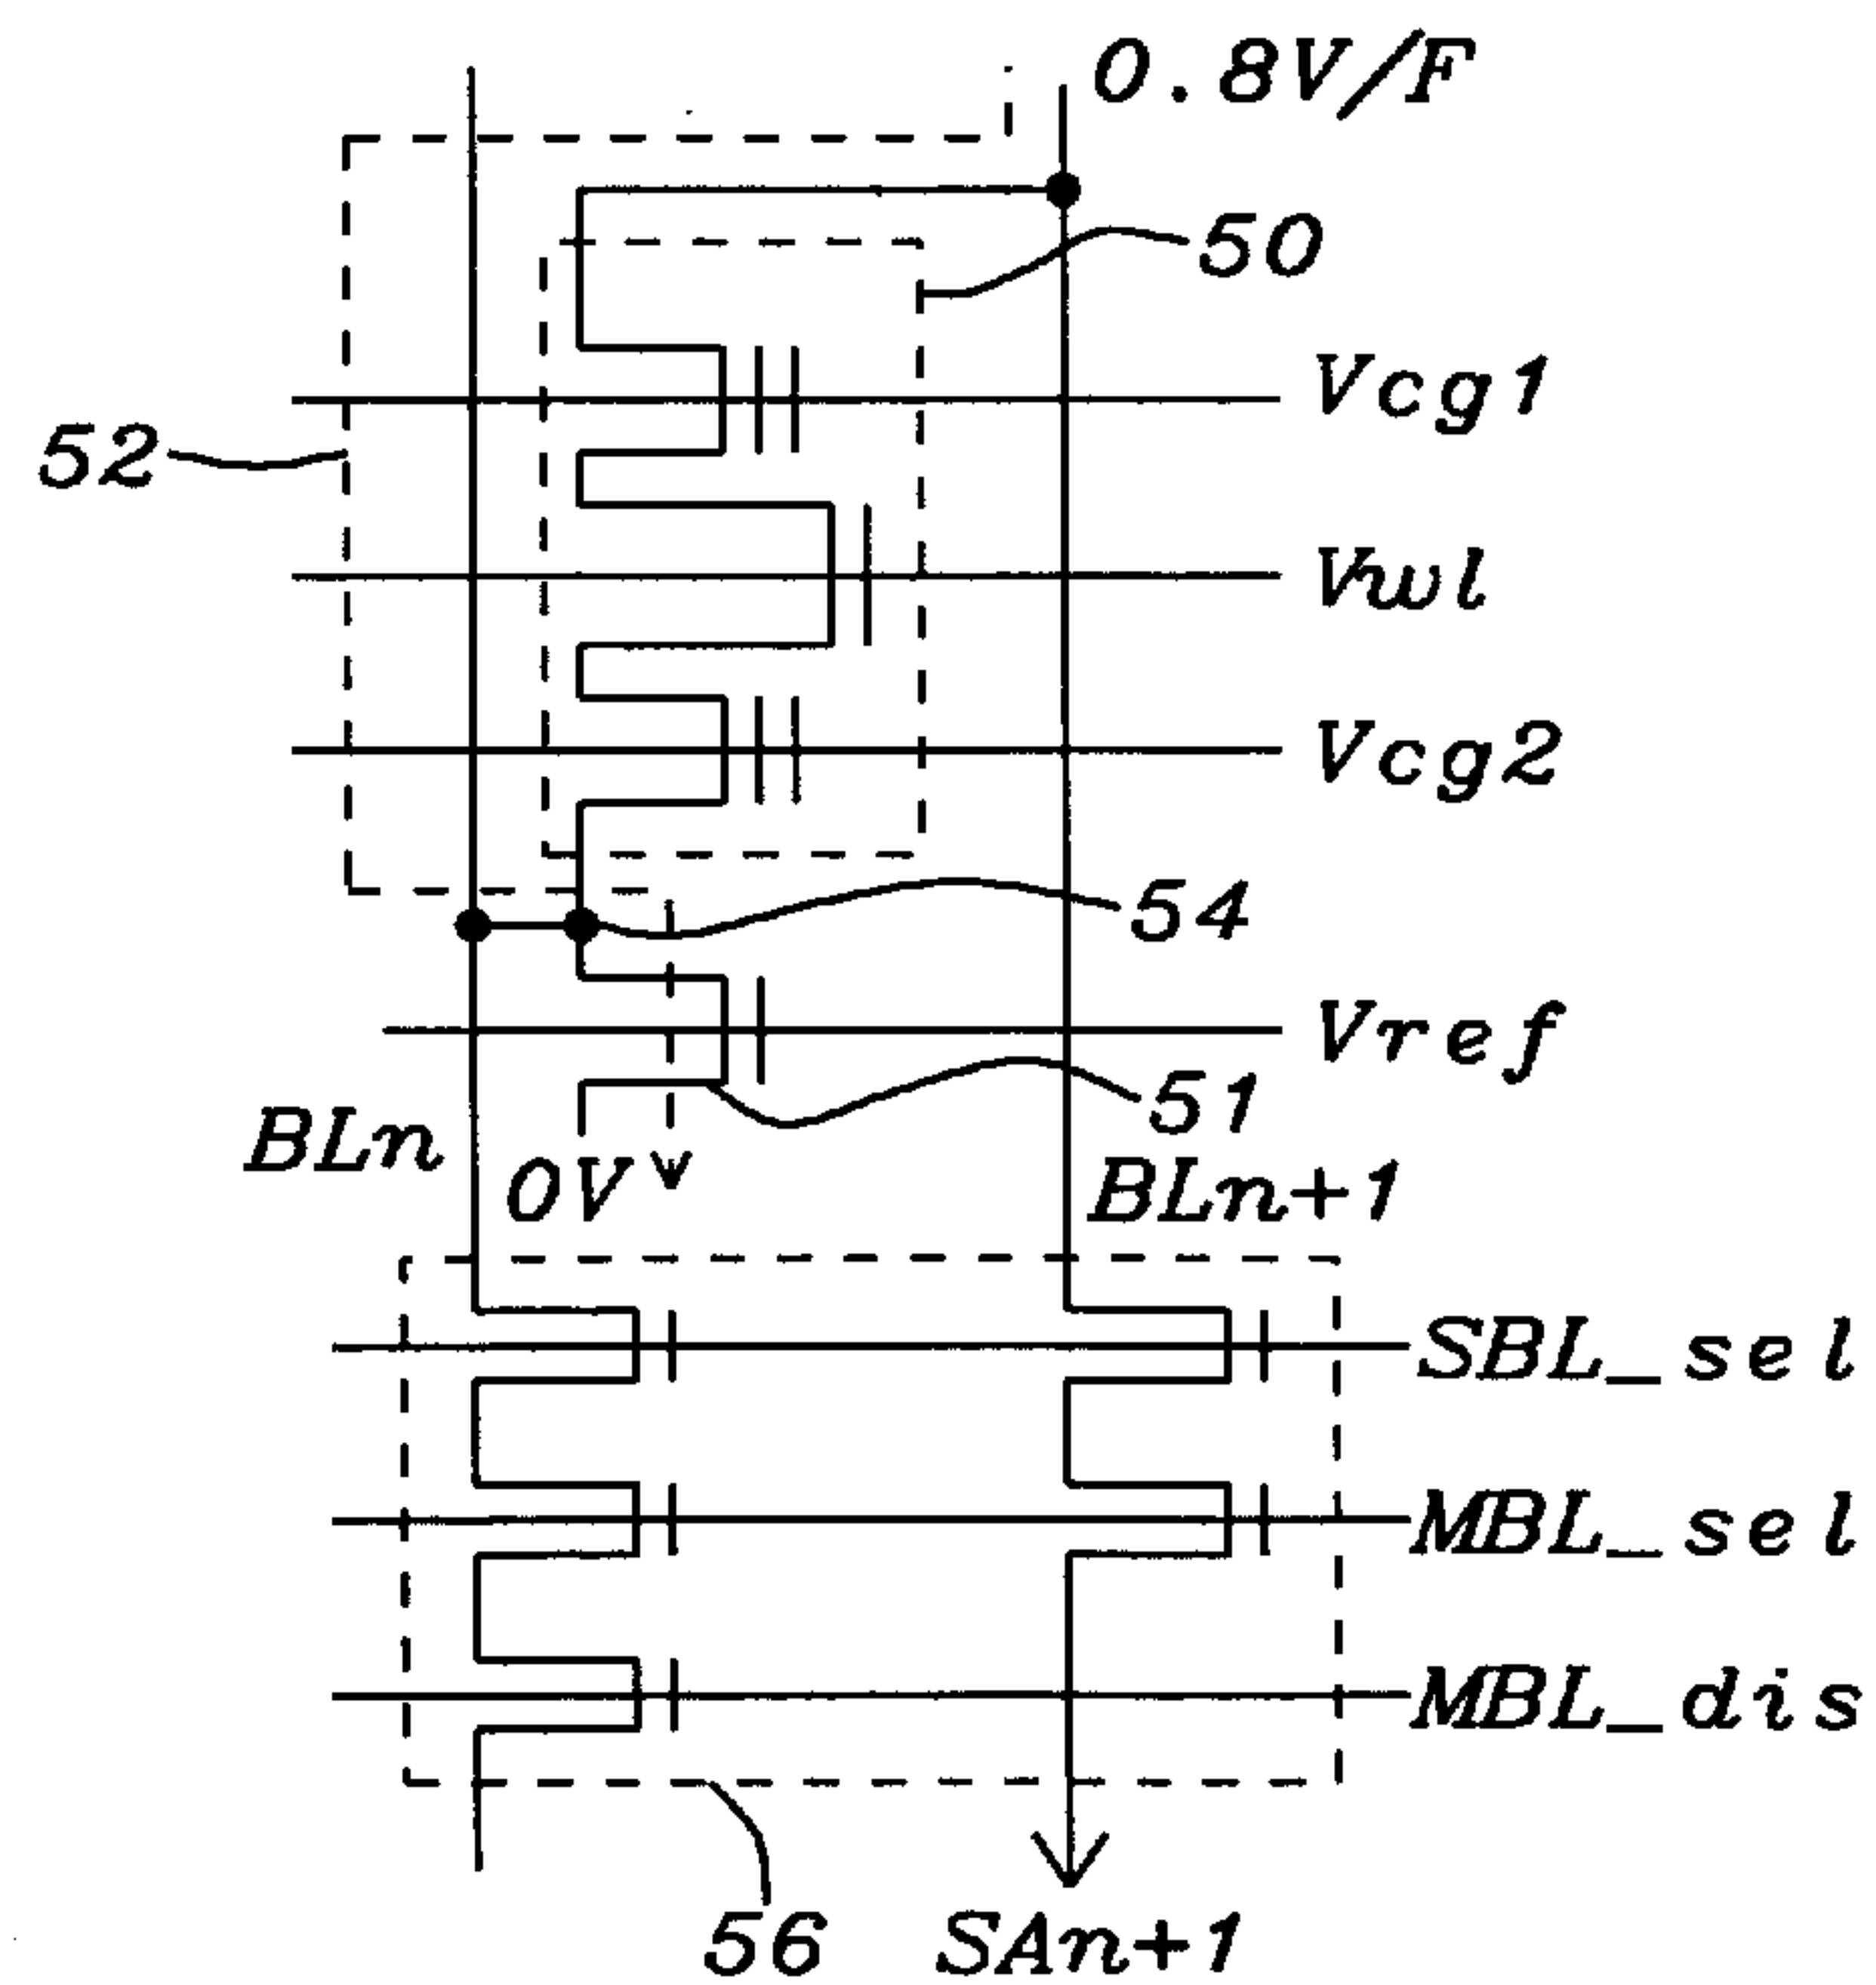 0.8V/F
50
Vcg1
52
Vwl
Vcg2
54
Vref
51
BLn
0V
BLn+1
SBL_sel
MBL_sel
MBL_dis
56
SAn+1